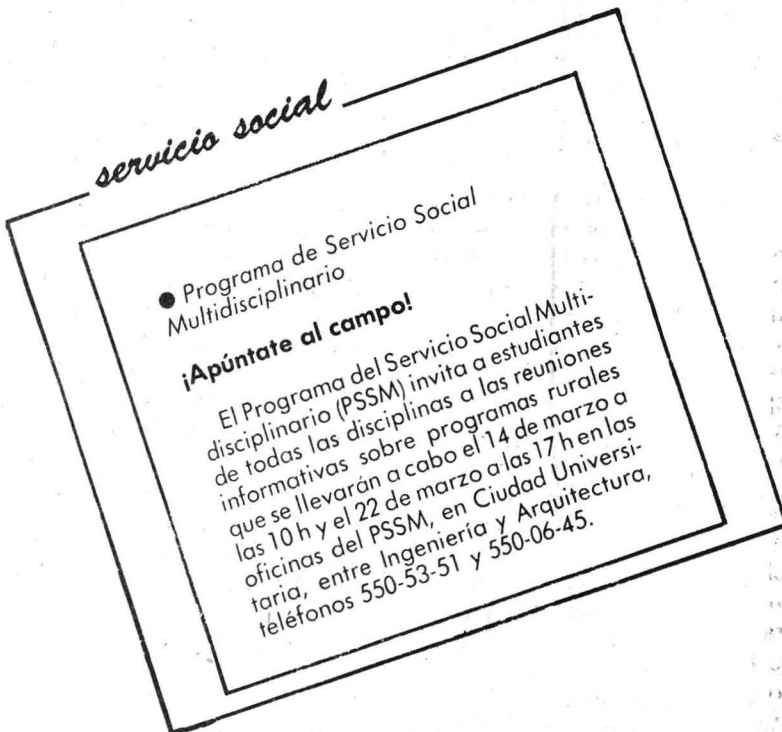 servicio social
● Programa de Servicio Social
Multidisciplinario
¡Apúntate al campo!
El Programa del Servicio Social Multi-
disciplinario (PSSM) invita a estudiantes
de todas las disciplinas a las reuniones
informativas sobre programas rurales
que se llevarán a cabo el 14 de marzo a
las 10 h y el 22 de marzo a las 17 h en las
oficinas del PSSM, en Ciudad Universi-
taria, entre Ingeniería y Arquitectura,
teléfonos 550-53-51 y 550-06-45.